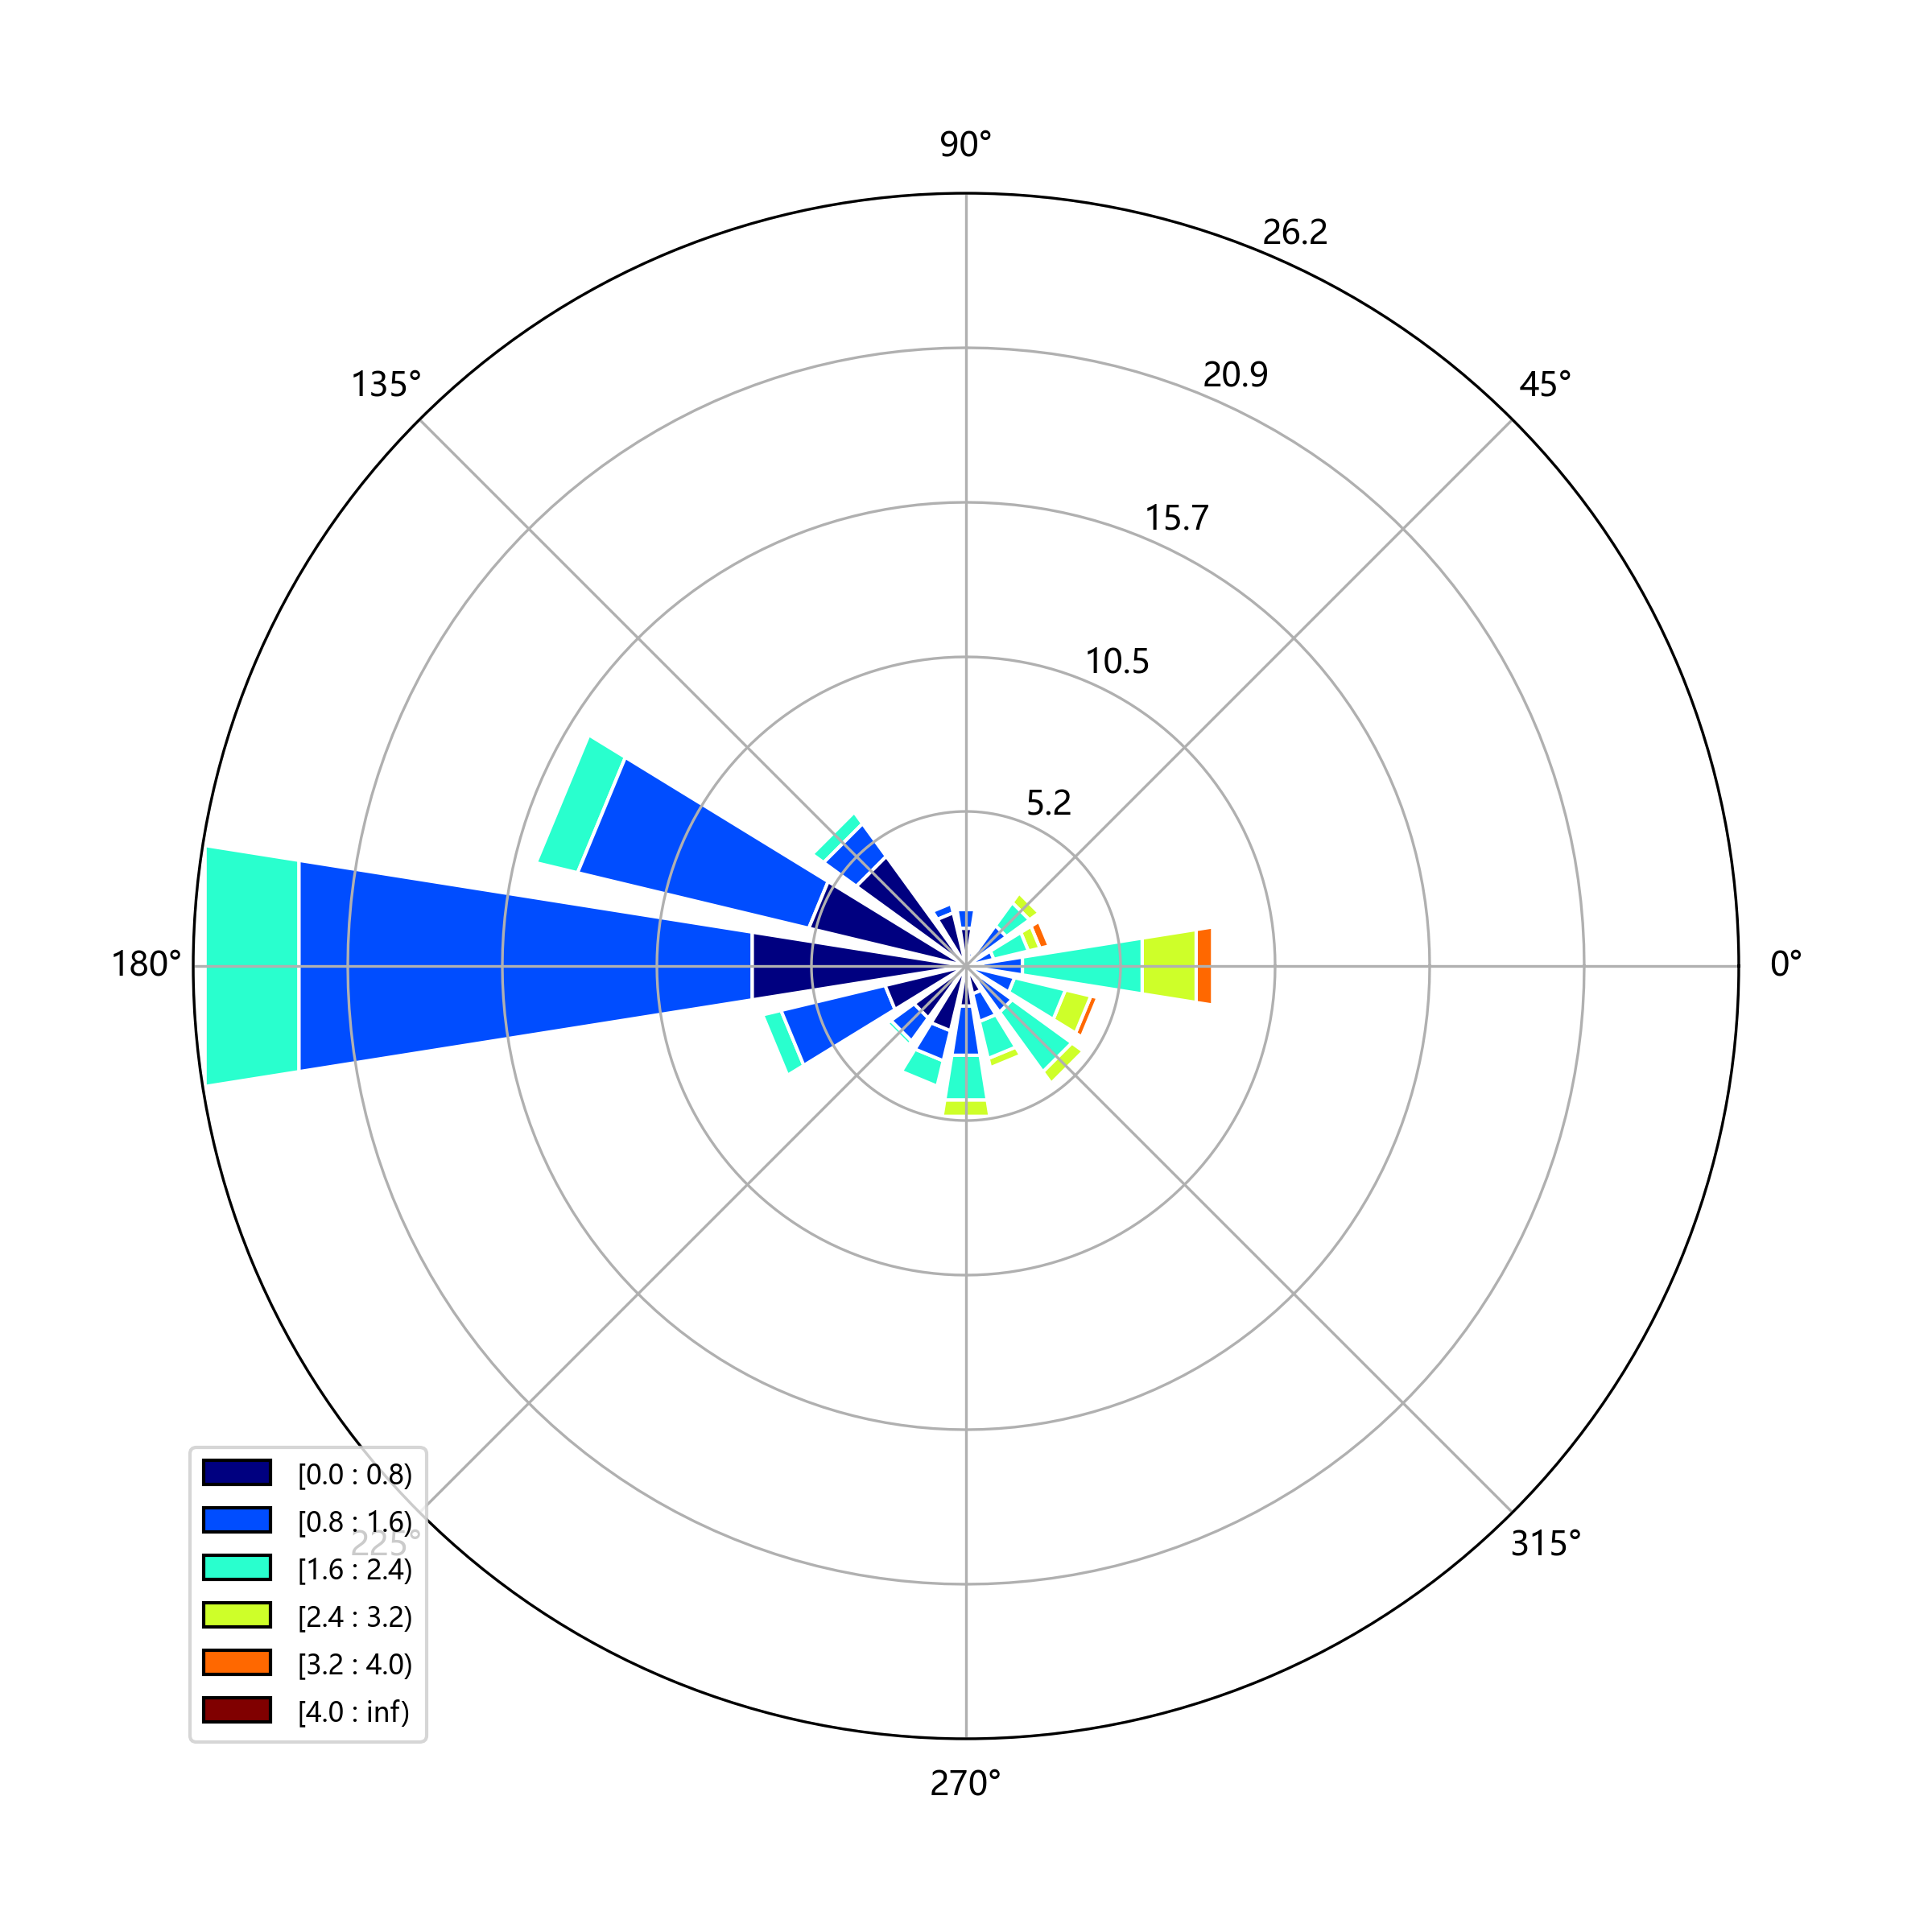 90°
26.2
20.9
135°
45°
15.7
10.5
5.2
180°
0°
[0.0 : 0.8)
[0.8 : 1.6)
225°
[1.6 : 2.4)
[2.4 : 3.2)
[3.2 : 4.0)
[4.0 : inf)
315°
270°